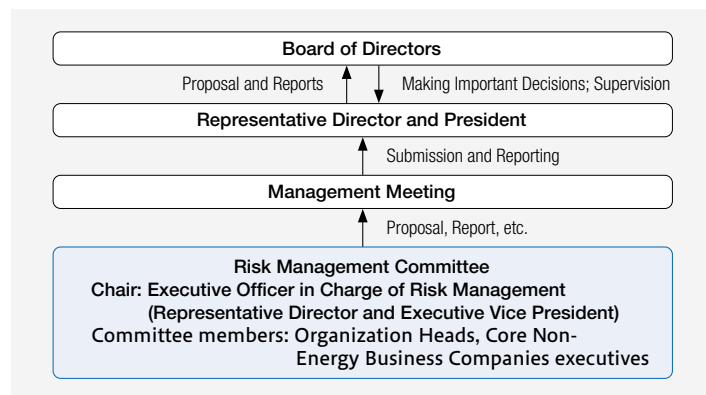 Board of Directors
Proposal and Reports
Making Important Decisions; Supervision
Representative Director and President
Submission and Reporting
Management Meeting
Proposal, Report, etc.
Risk Management Committee
Chair: Executive Officer in Charge of Risk Management
(Representative Director and Executive Vice President)
Committee members: Organization Heads, Core Non-
Energy Business Companies executives